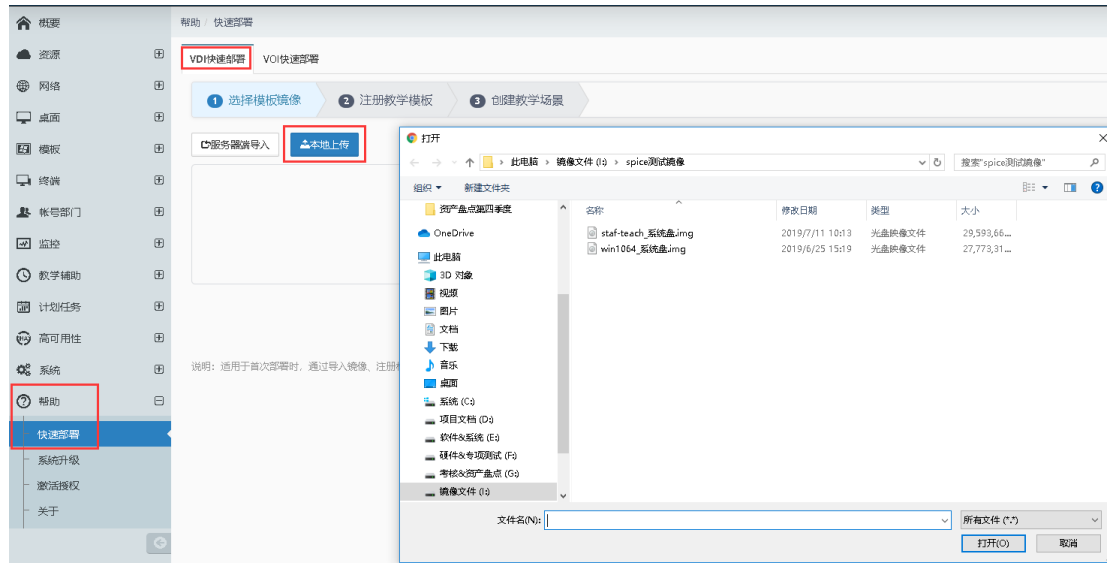 概要
资源
网络
桌面
模板
终端
帐号部门
监控
教学辅助
计划任务
高可用性
系统
帮助
快速部署
系统升级
激活授权
关于
帮助 / 快速部署
VDI快速部署 VOI快速部署
1 选择模板镜像 2 注册教学模板 3 创建教学场景
服务器端导入 本地上传
说明：适用于首次部署时，通过导入镜像、注册
打开
此电脑 › 镜像文件 (I:) › spice测试镜像
搜索"spice测试镜像"
组织 新建文件夹
资产盘点第四季度
OneDrive
此电脑
3D 对象
视频
图片
文档
下载
音乐
桌面
系统 (C:)
项目文档 (D:)
软件&系统 (E:)
硬件&专项测试 (F:)
考核&资产盘点 (G:)
镜像文件 (I:)
名称 修改日期 类型 大小
staf-teach_系统盘.img 2019/7/11 10:13 光盘映像文件 29,593,66...
win1064_系统盘.img 2019/6/25 15:19 光盘映像文件 27,773,31...
文件名(N): 所有文件 (*.*)
打开(O) 取消